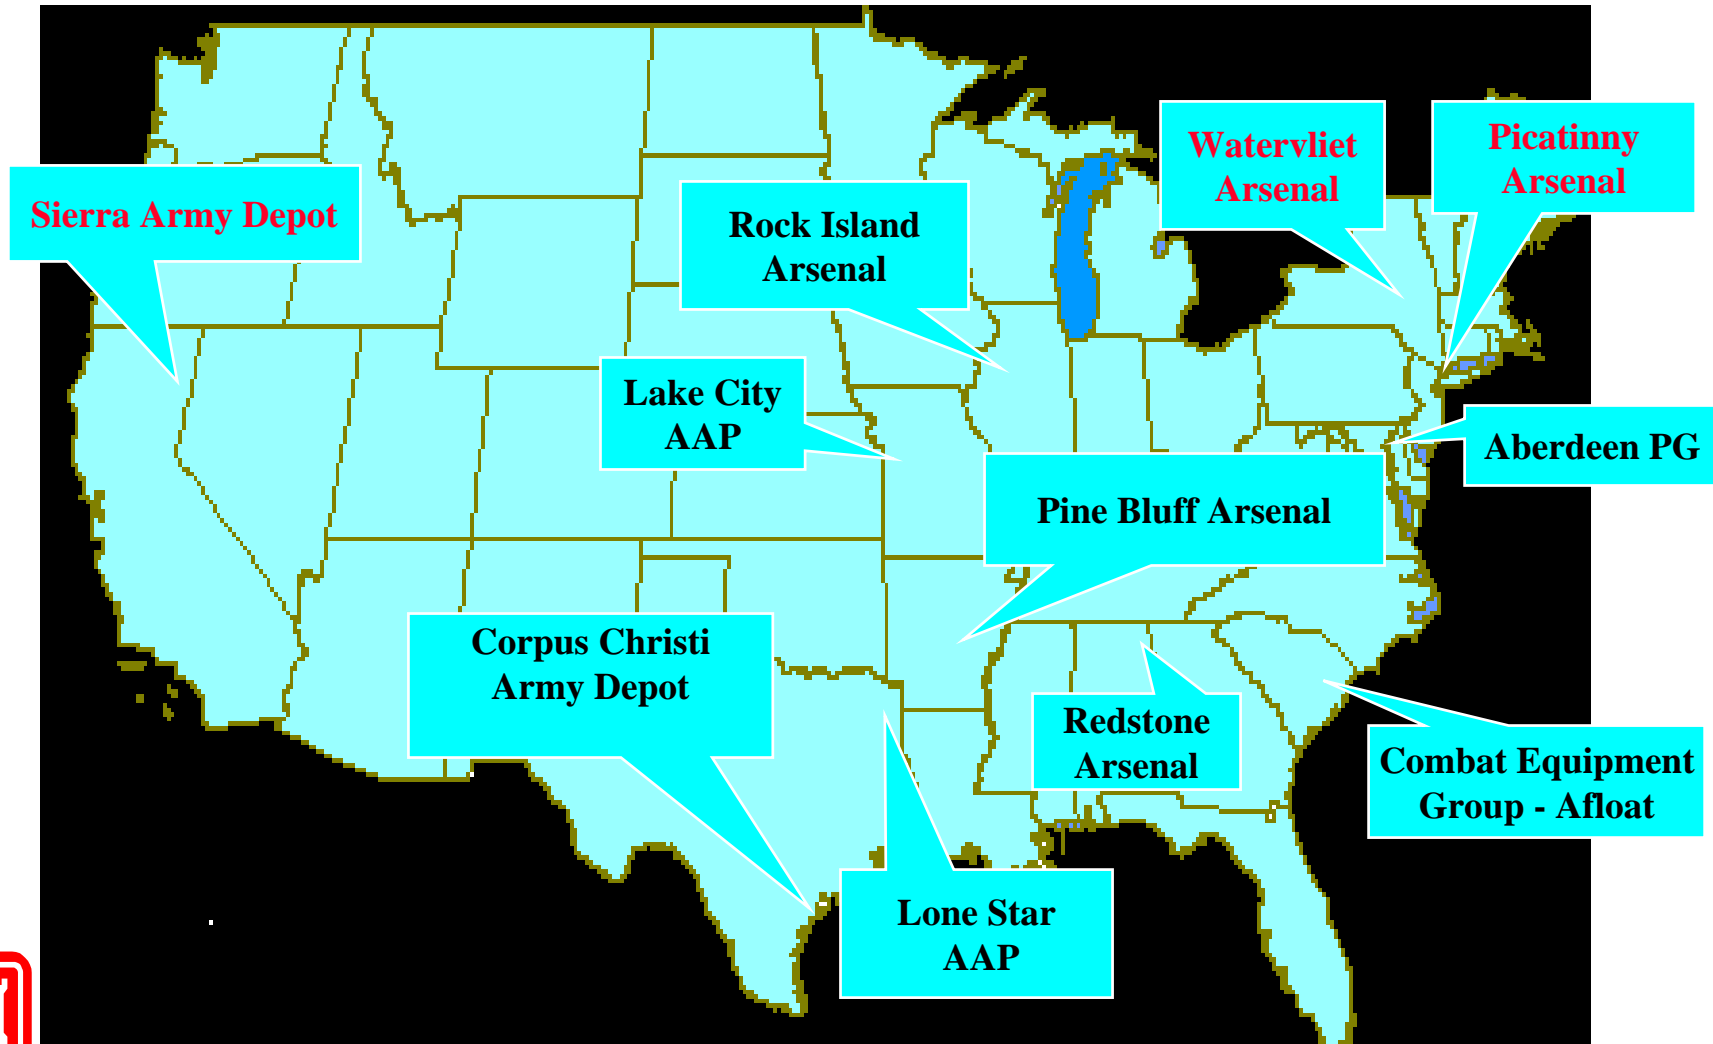 Watervliet
Arsenal
Picatinny
Arsenal
Sierra Army Depot
Rock Island
Arsenal
Lake City
AAP
Aberdeen PG
Pine Bluff Arsenal
Corpus Christi
Army Depot
Redstone
Arsenal
Combat Equipment
Group - Afloat
Lone Star
AAP